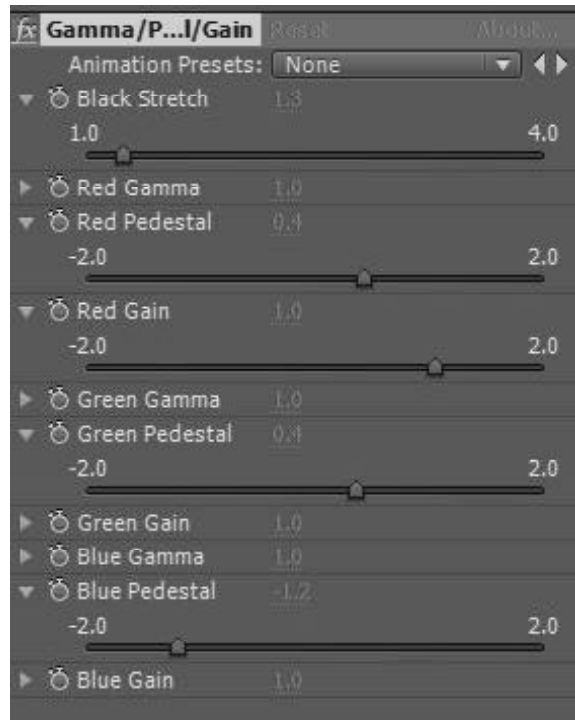 fx Gamma/P...l/Gain Reset About...
Animation Presets: None
Black Stretch 1.3
1.0 4.0
Red Gamma 1.0
Red Pedestal 0.4
-2.0 2.0
Red Gain 1.0
-2.0 2.0
Green Gamma 1.0
Green Pedestal 0.4
-2.0 2.0
Green Gain 1.0
Blue Gamma 1.0
Blue Pedestal -1.2
-2.0 2.0
Blue Gain 1.0